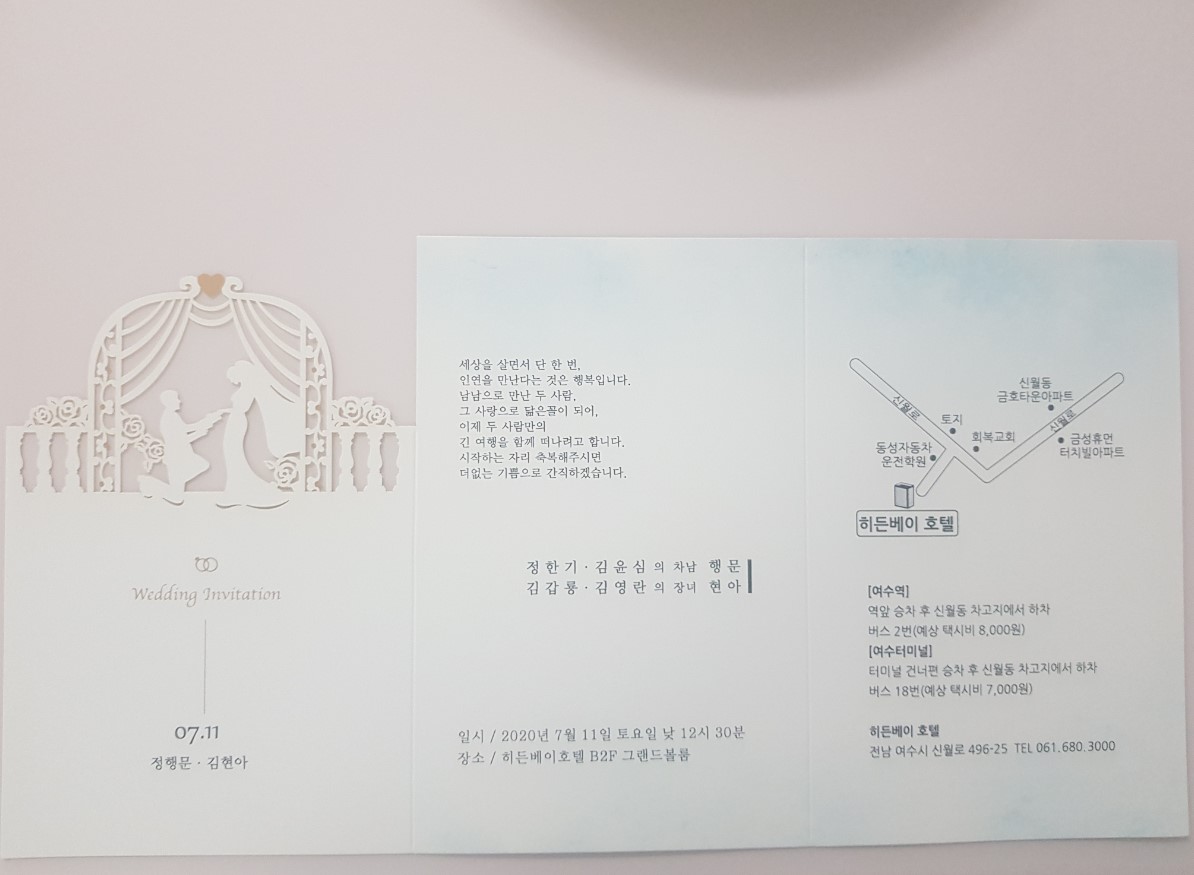 Wedding Invitation
07.11
정행문 · 김현아
세상을 살면서 단 한 번,
인연을 만난다는 것은 행복입니다.
남남으로 만난 두 사람,
그 사랑으로 닮은꼴이 되어,
이제 두 사람만의
긴 여행을 함께 떠나려고 합니다.
시작하는 자리 축복해주시면
더없는 기쁨으로 간직하겠습니다.
정한기 · 김윤심 의 차남 행문
김갑룡 · 김영란 의 장녀 현아
일시 / 2020년 7월 11일 토요일 낮 12시 30분
장소 / 히든베이호텔 B2F 그랜드볼룸
신월로
토지
회복교회
신월동
금호타운아파트
신월로
금성휴먼
터치빌아파트
동성자동차
운전학원
히든베이 호텔
[여수역]
역앞 승차 후 신월동 차고지에서 하차
버스 2번(예상 택시비 8,000원)
[여수터미널]
터미널 건너편 승차 후 신월동 차고지에서 하차
버스 18번(예상 택시비 7,000원)
히든베이 호텔
전남 여수시 신월로 496-25 TEL 061.680.3000